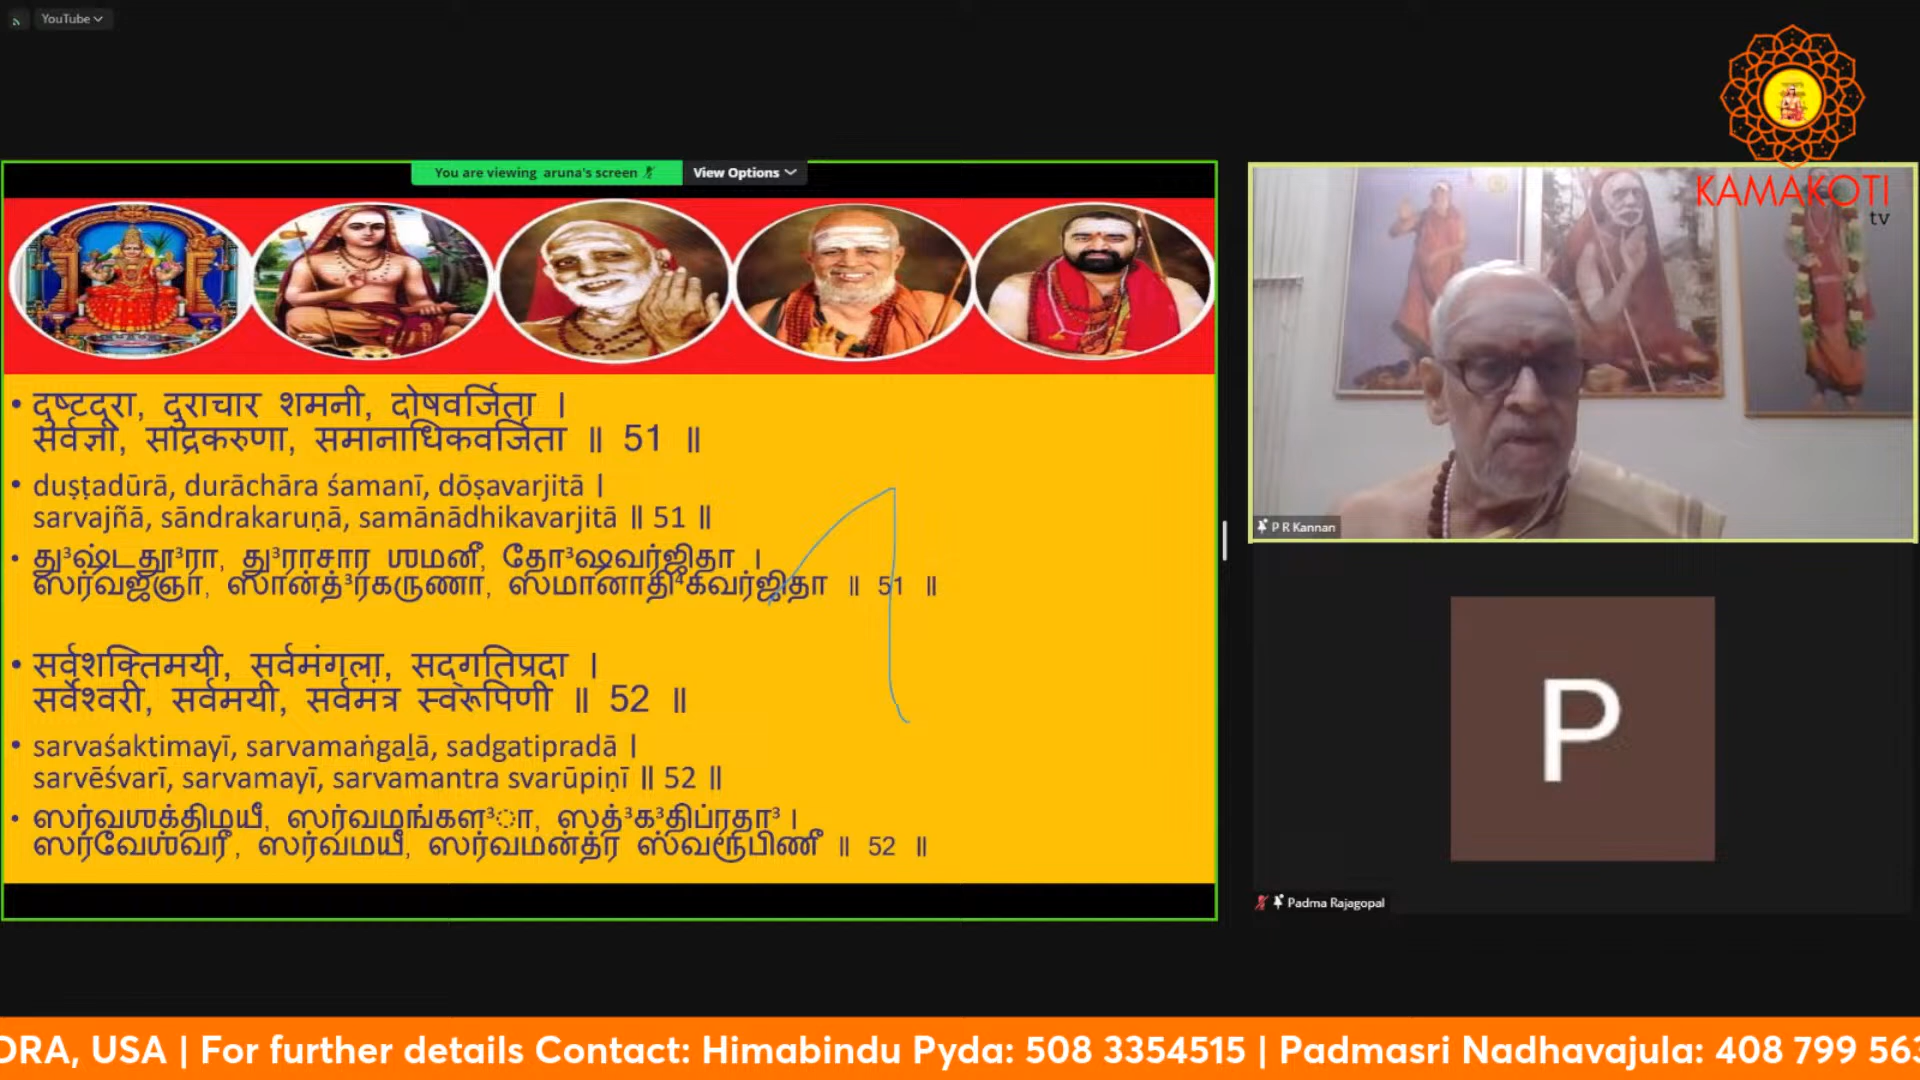 YouTube
KAMAKOTI
tv
You are viewing aruna's screen
View Options
• दुष्टदूरा, दुराचार शमनी, दोषवर्जिता |
सर्वज्ञा, सांद्रकरुणा, समानाधिकवर्जिता ॥ 51 ॥
• duṣṭadūrā, durāchāra śamanī, dōṣavarjitā |
sarvajñā, sāndrakaruṇā, samānādhikavarjitā ॥ 51 ॥
• து³ஷ்டதூ³ரா, து³ராசார ஶமனீ, தோ³ஷவர்ஜிதா |
ஸர்வஜ்ஞா, ஸான்த்³ரகருணா, ஸமானாதி⁴கவர்ஜிதா ॥ 51 ॥
• सर्वशक्तिमयी, सर्वमंगला, सद्गतिप्रदा |
सर्वेश्वरी, सर्वमयी, सर्वमंत्र स्वरूपिणी ॥ 52 ॥
• sarvaśaktimayī, sarvamaṅgaḻā, sadgatipradā |
sarvēśvarī, sarvamayī, sarvamantra svarūpiṇī ॥ 52 ॥
• ஸர்வஶக்திமயீ, ஸர்வமங்கள³ா, ஸத்³க³திப்ரதா³ |
ஸர்வேஶ்வரீ, ஸர்வமயீ, ஸர்வமன்த்ர ஸ்வரூபிணீ ॥ 52 ॥
P R Kannan
P
Padma Rajagopal
ORA, USA | For further details Contact: Himabindu Pyda: 508 3354515 | Padmasri Nadhavajula: 408 799 563